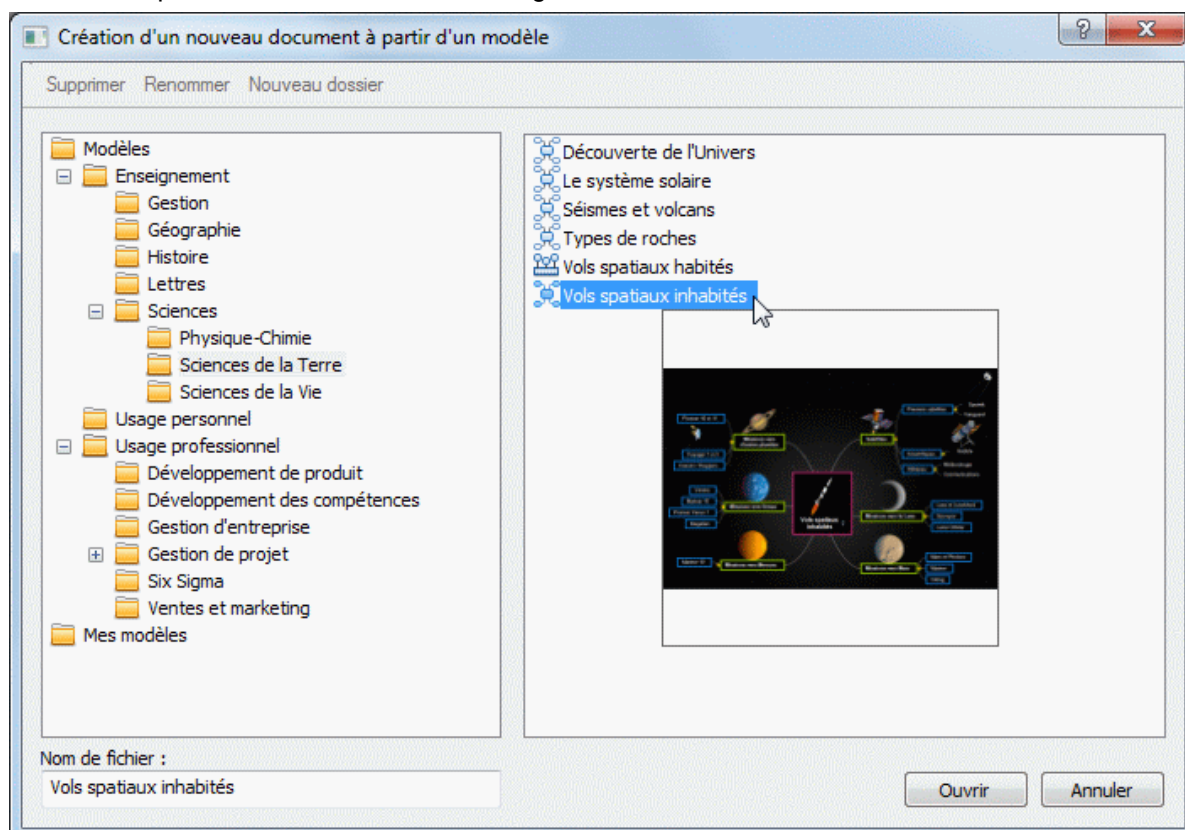 Création d'un nouveau document à partir d'un modèle
Supprimer Renommer Nouveau dossier
Modèles
Enseignement
Gestion
Géographie
Histoire
Lettres
Sciences
Physique-Chimie
Sciences de la Terre
Sciences de la Vie
Usage personnel
Usage professionnel
Développement de produit
Développement des compétences
Gestion d'entreprise
Gestion de projet
Six Sigma
Ventes et marketing
Mes modèles
Découverte de l'Univers
Le système solaire
Séismes et volcans
Types de roches
Vols spatiaux habités
Vols spatiaux inhabités
Vols spatiaux
inhabités
Nom de fichier :
Vols spatiaux inhabités
Ouvrir
Annuler